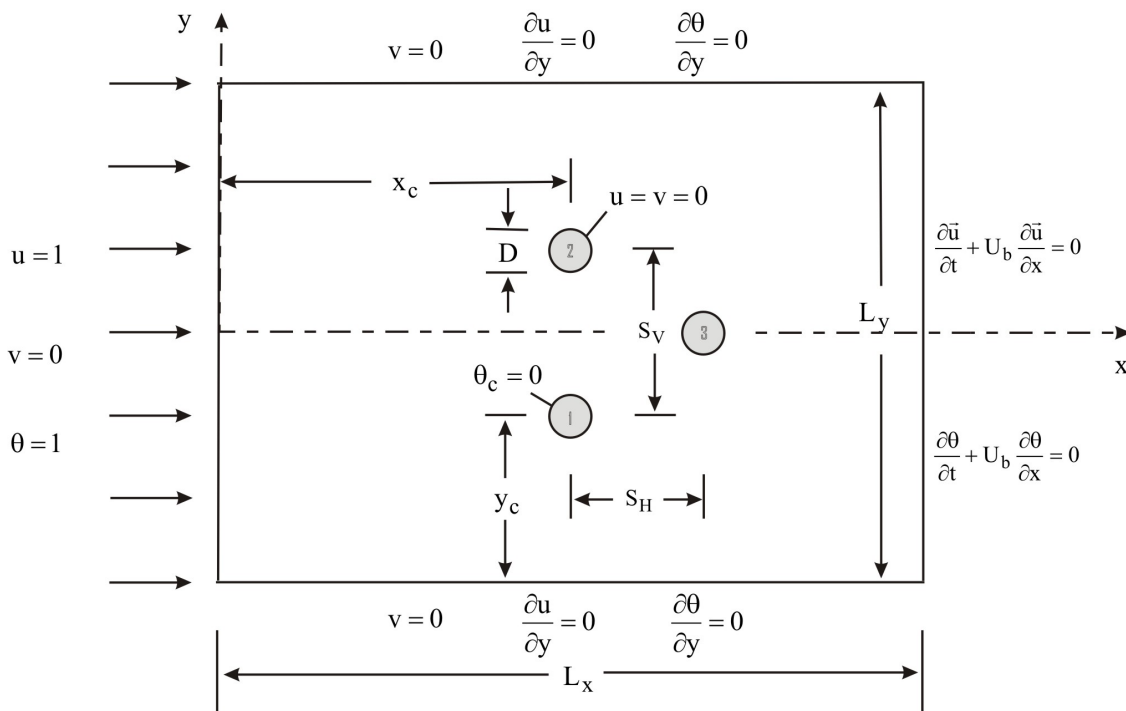 y
v=0 ∂u/∂y=0 ∂θ/∂y=0
x_c
u=v=0
2
D
u=1
∂u⃗/∂t+U_b ∂u⃗/∂x=0
L_y
S_V
3
v=0
x
θ_c=0
1
θ=1
∂θ/∂t+U_b ∂θ/∂x=0
y_c
S_H
v=0 ∂u/∂y=0 ∂θ/∂y=0
L_x